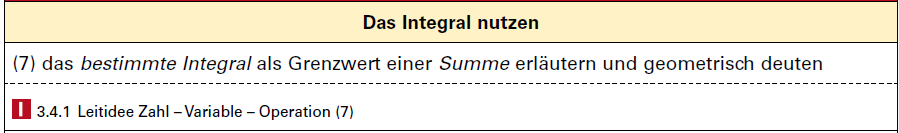 Das Integral nutzen
(7) das bestimmte Integral als Grenzwert einer Summe erläutern und geometrisch deuten
I 3.4.1 Leitidee Zahl – Variable – Operation (7)